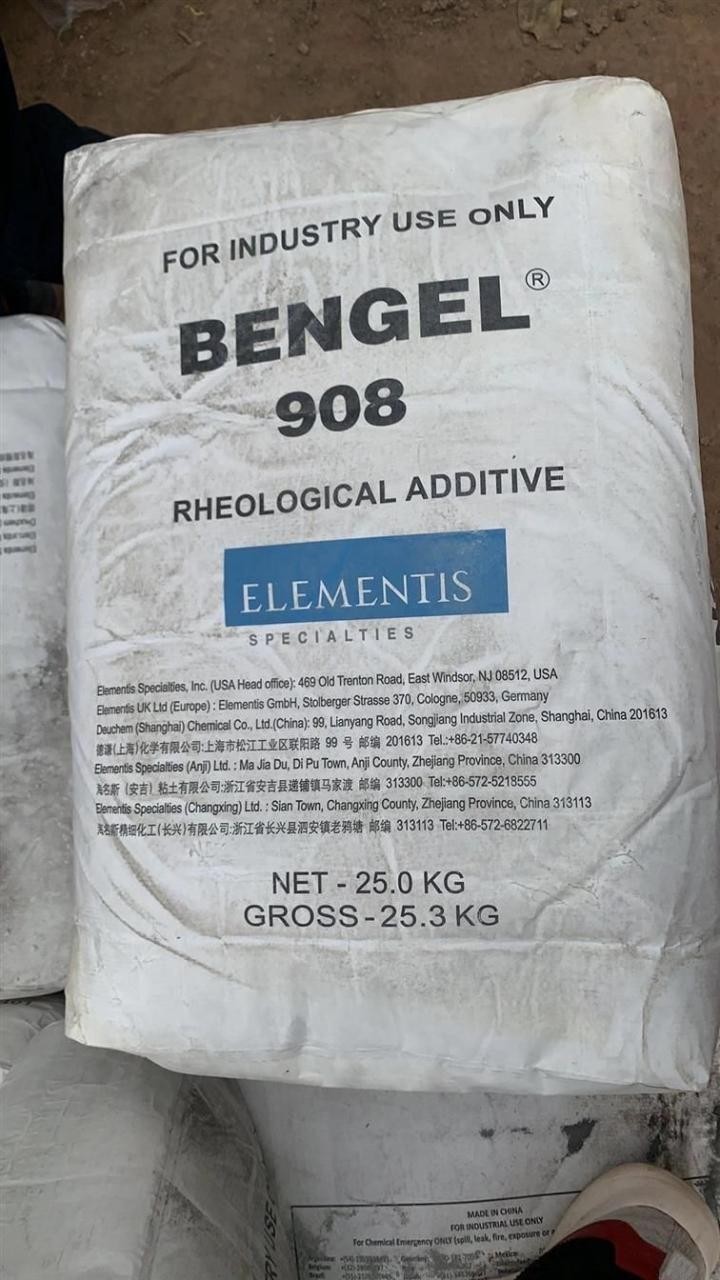 FOR INDUSTRY USE ONLY
BENGEL®
908
RHEOLOGICAL ADDITIVE
ELEMENTIS
SPECIALTIES
Elementis Specialties, Inc. (USA Head office): 469 Old Trenton Road, East Windsor, NJ 08512, USA
Elementis UK Ltd (Europe) : Elementis GmbH, Stolberger Strasse 370, Cologne, 50933, Germany
Deuchem (Shanghai) Chemical Co., Ltd.(China): 99, Lianyang Road, Songjiang Industrial Zone, Shanghai, China 201613
德谦(上海)化学有限公司:上海市松江工业区联阳路 99 号 邮编 201613 Tel.:+86-21-57740348
Elementis Specialties (Anji) Ltd. : Ma Jia Du, Di Pu Town, Anji County, Zhejiang Province, China 313300
海名斯 (安吉) 粘土有限公司:浙江省安吉县递铺镇马家渡 邮编 313300 Tel:+86-572-5218555
Elementis Specialties (Changxing) Ltd. : Sian Town, Changxing County, Zhejiang Province, China 313113
海名斯精细化工(长兴)有限公司:浙江省长兴县泗安镇老鸦塘 邮编 313113 Tel:+86-572-6822711
NET - 25.0 KG
GROSS - 25.3 KG
MADE IN CHINA
FOR INDUSTRIAL USE ONLY
For Chemical Emergency ONLY (spill, leak, fire, exposure or